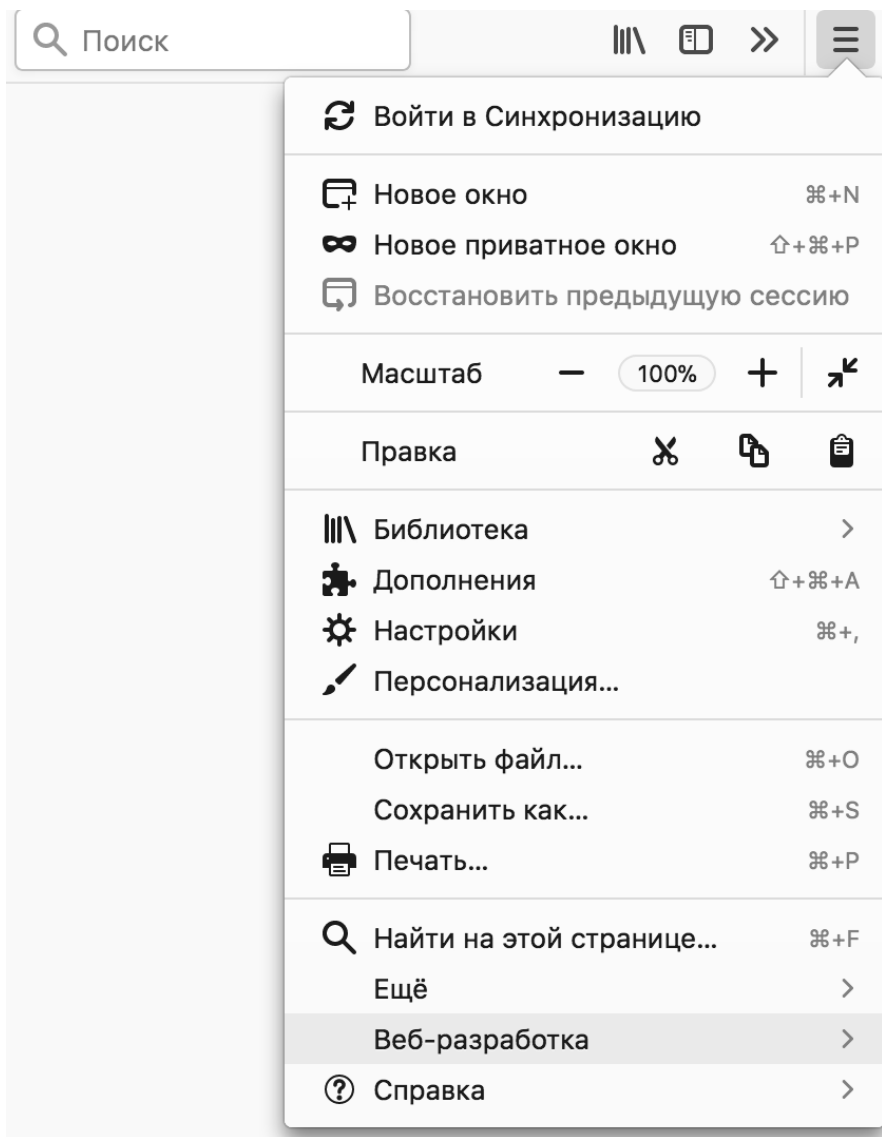 Поиск
Войти в Синхронизацию
Новое окно ⌘+N
Новое приватное окно ⇧+⌘+P
Восстановить предыдущую сессию
Масштаб 100%
Правка
Библиотека
Дополнения ⇧+⌘+A
Настройки ⌘+,
Персонализация...
Открыть файл... ⌘+O
Сохранить как... ⌘+S
Печать... ⌘+P
Найти на этой странице... ⌘+F
Ещё
Веб-разработка
Справка